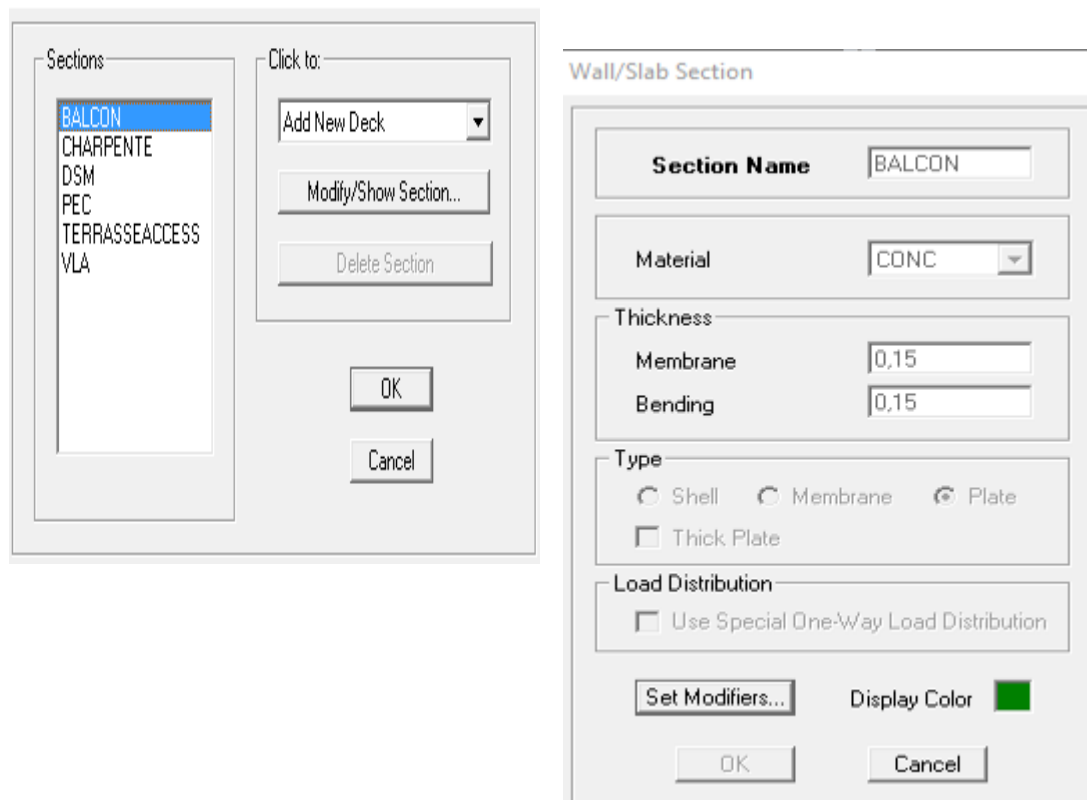 Sections
BALCON
CHARPENTE
DSM
PEC
TERRASSEACCESS
VLA
Click to:
Add New Deck
Modify/Show Section...
Delete Section
OK
Cancel
Wall/Slab Section
Section Name BALCON
Material CONC
Thickness
Membrane 0,15
Bending 0,15
Type
Shell Membrane Plate
Thick Plate
Load Distribution
Use Special One-Way Load Distribution
Set Modifiers... Display Color
OK Cancel